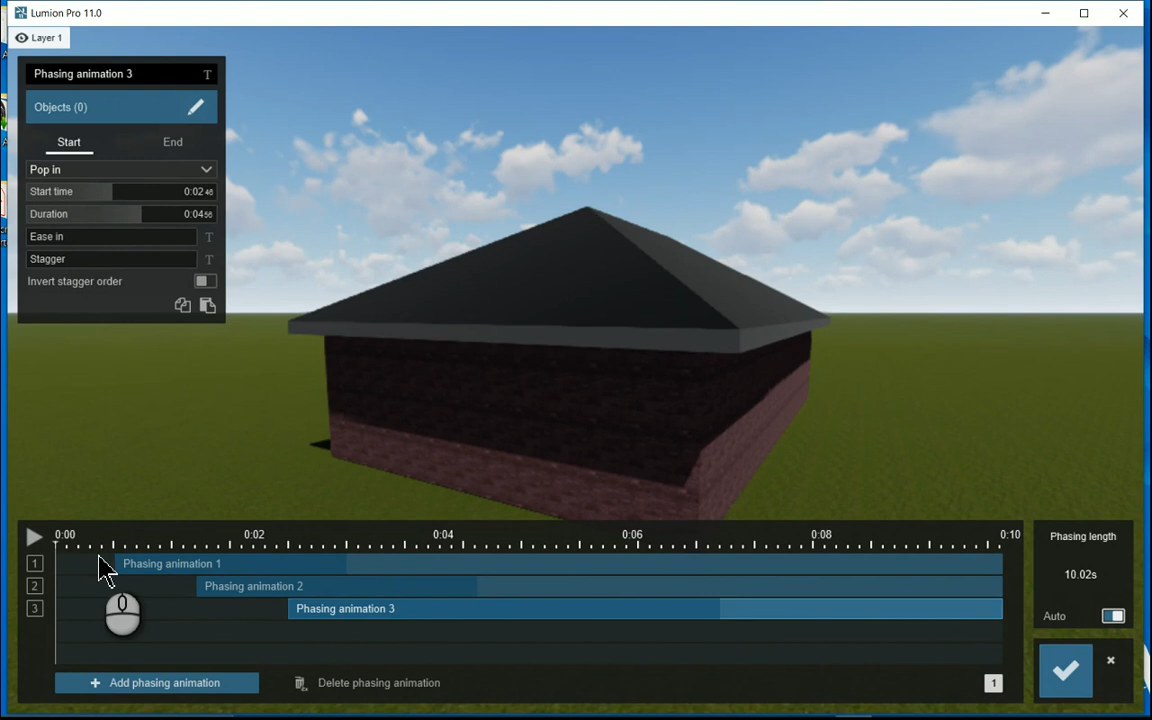 Lumion Pro 11.0
Layer 1
Phasing animation 3 T
Objects (0)
Start End
Pop in
Start time 0:02 46
Duration 0:04 56
Ease in T
Stagger T
Invert stagger order
0:00 0:02 0:04 0:06 0:08 0:10
1 Phasing animation 1
2 Phasing animation 2
3 Phasing animation 3
+ Add phasing animation
Delete phasing animation
1
Phasing length
10.02s
Auto